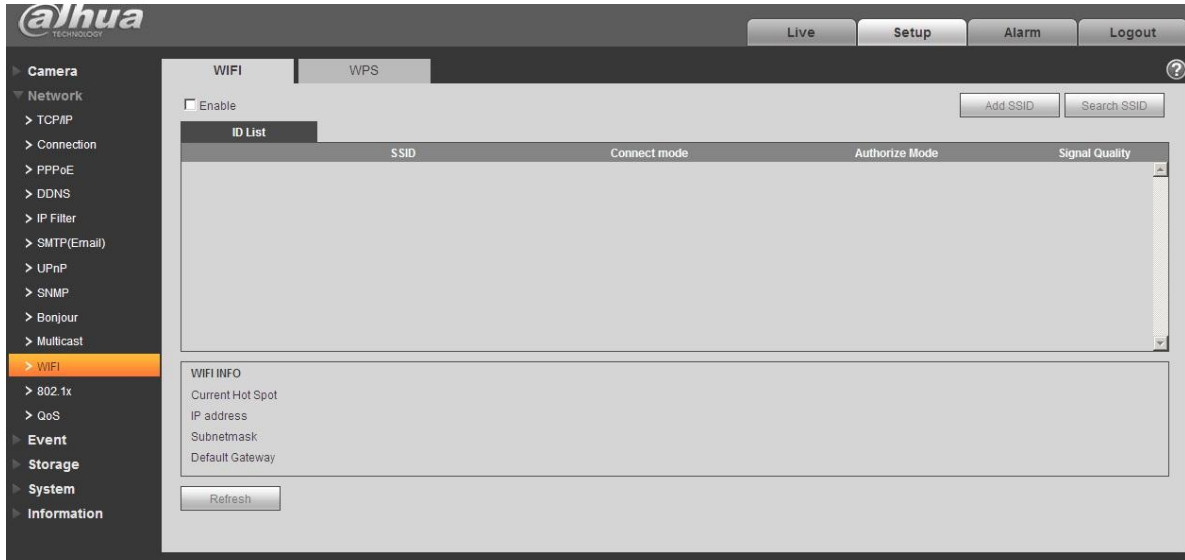 alhua
TECHNOLOGY
Live Setup Alarm Logout
Camera
Network
TCP/IP
Connection
PPPoE
DDNS
IP Filter
SMTP(Email)
UPnP
SNMP
Bonjour
Multicast
WIFI
802.1x
QoS
Event
Storage
System
Information
WIFI WPS
?
Enable Add SSID Search SSID
ID List
SSID Connect mode Authorize Mode Signal Quality
WIFI INFO
Current Hot Spot
IP address
Subnetmask
Default Gateway
Refresh